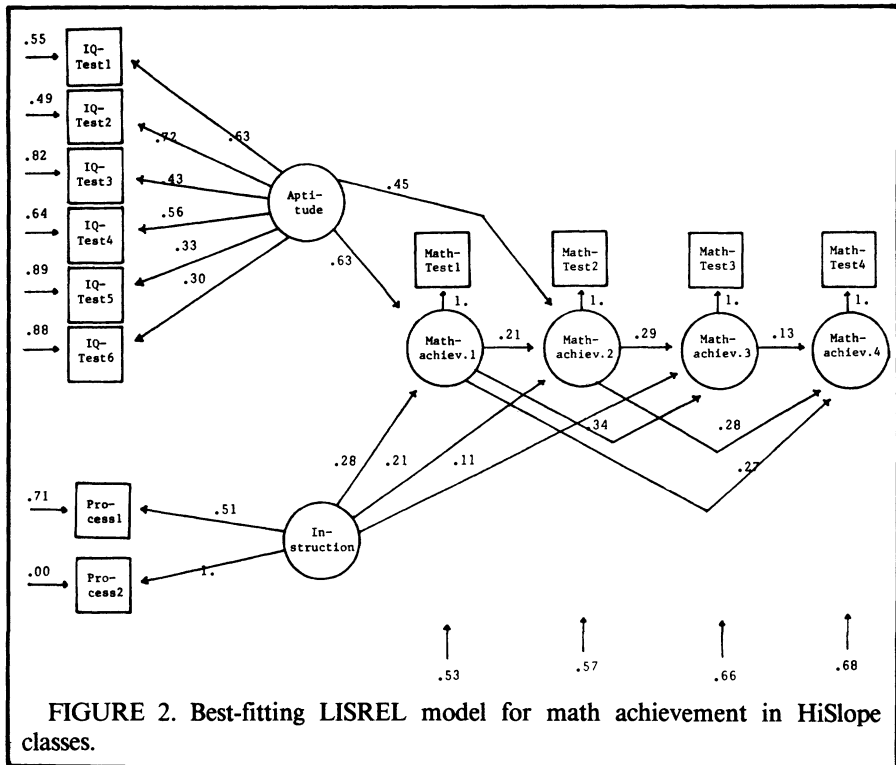 .55
IQ-
Test1
.49
IQ-
Test2
.82
IQ-
Test3
.64
IQ-
Test4
.89
IQ-
Test5
.88
IQ-
Test6
.63
.72
.43
.56
.33
.30
Apti-
tude
.45
.63
Math-
Test1
Math-
Test2
Math-
Test3
Math-
Test4
1.
1.
1.
1.
Math-
achiev.1
.21
Math-
achiev.2
.29
Math-
achiev.3
.13
Math-
achiev.4
.34
.28
.27
.28
.21
.11
.71
Pro-
cess1
.51
In-
struction
.00
Pro-
cess2
1.
.53
.57
.66
.68
FIGURE 2. Best-fitting LISREL model for math achievement in HiSlope
classes.